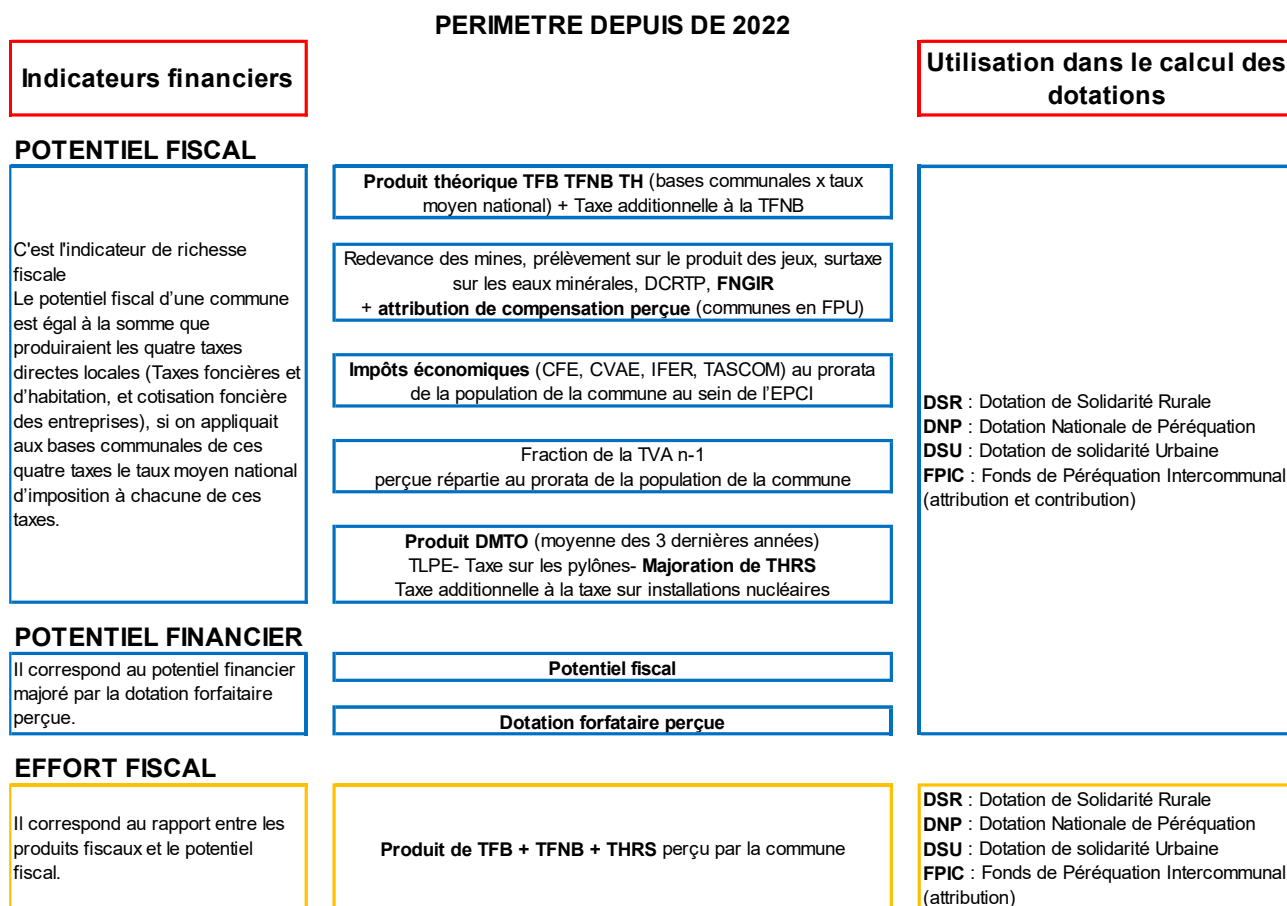 PERIMETRE DEPUIS DE 2022
Indicateurs financiers
Utilisation dans le calcul des
dotations
POTENTIEL FISCAL
C'est l'indicateur de richesse
fiscale
Le potentiel fiscal d'une commune
est égal à la somme que
produiraient les quatre taxes
directes locales (Taxes foncières et
d'habitation, et cotisation foncière
des entreprises), si on appliquait
aux bases communales de ces
quatre taxes le taux moyen national
d'imposition à chacune de ces
taxes.
Produit théorique TFB TFNB TH (bases communales x taux
moyen national) + Taxe additionnelle à la TFNB
Redevance des mines, prélèvement sur le produit des jeux, surtaxe
sur les eaux minérales, DCRTP, FNGIR
+ attribution de compensation perçue (communes en FPU)
Impôts économiques (CFE, CVAE, IFER, TASCOM) au prorata
de la population de la commune au sein de l'EPCI
Fraction de la TVA n-1
perçue répartie au prorata de la population de la commune
Produit DMTO (moyenne des 3 dernières années)
TLPE- Taxe sur les pylônes- Majoration de THRS
Taxe additionnelle à la taxe sur installations nucléaires
DSR : Dotation de Solidarité Rurale
DNP : Dotation Nationale de Péréquation
DSU : Dotation de solidarité Urbaine
FPIC : Fonds de Péréquation Intercommunal
(attribution et contribution)
POTENTIEL FINANCIER
Il correspond au potentiel financier
majoré par la dotation forfaitaire
perçue.
Potentiel fiscal
Dotation forfataire perçue
EFFORT FISCAL
Il correspond au rapport entre les
produits fiscaux et le potentiel
fiscal.
Produit de TFB + TFNB + THRS perçu par la commune
DSR : Dotation de Solidarité Rurale
DNP : Dotation Nationale de Péréquation
DSU : Dotation de solidarité Urbaine
FPIC : Fonds de Péréquation Intercommunal
(attribution)